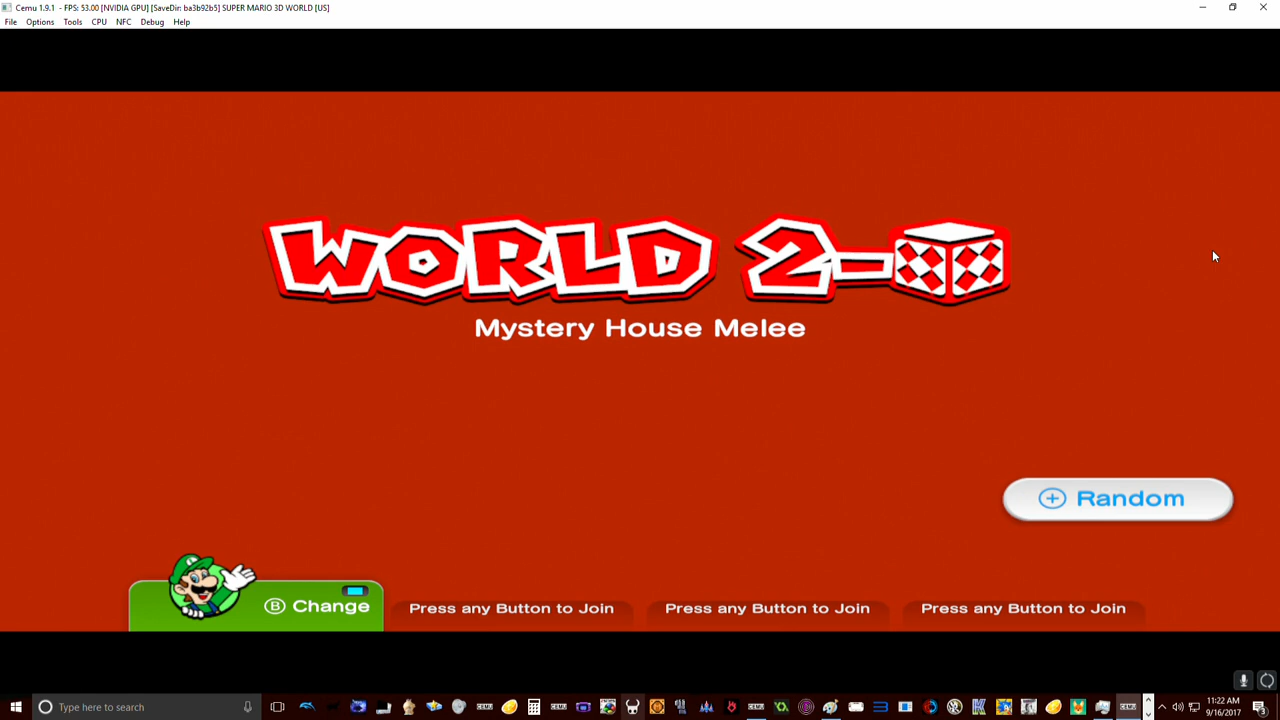 Cemu 1.9.1 - FPS: 53.00 [NVIDIA GPU] [SaveDir: ba3b92b5] SUPER MARIO 3D WORLD [US]
File Options Tools CPU NFC Debug Help
WORLD 2-
Mystery House Melee
+ Random
B Change
Press any Button to Join
Press any Button to Join
Press any Button to Join
Type here to search
11:22 AM
9/16/2017